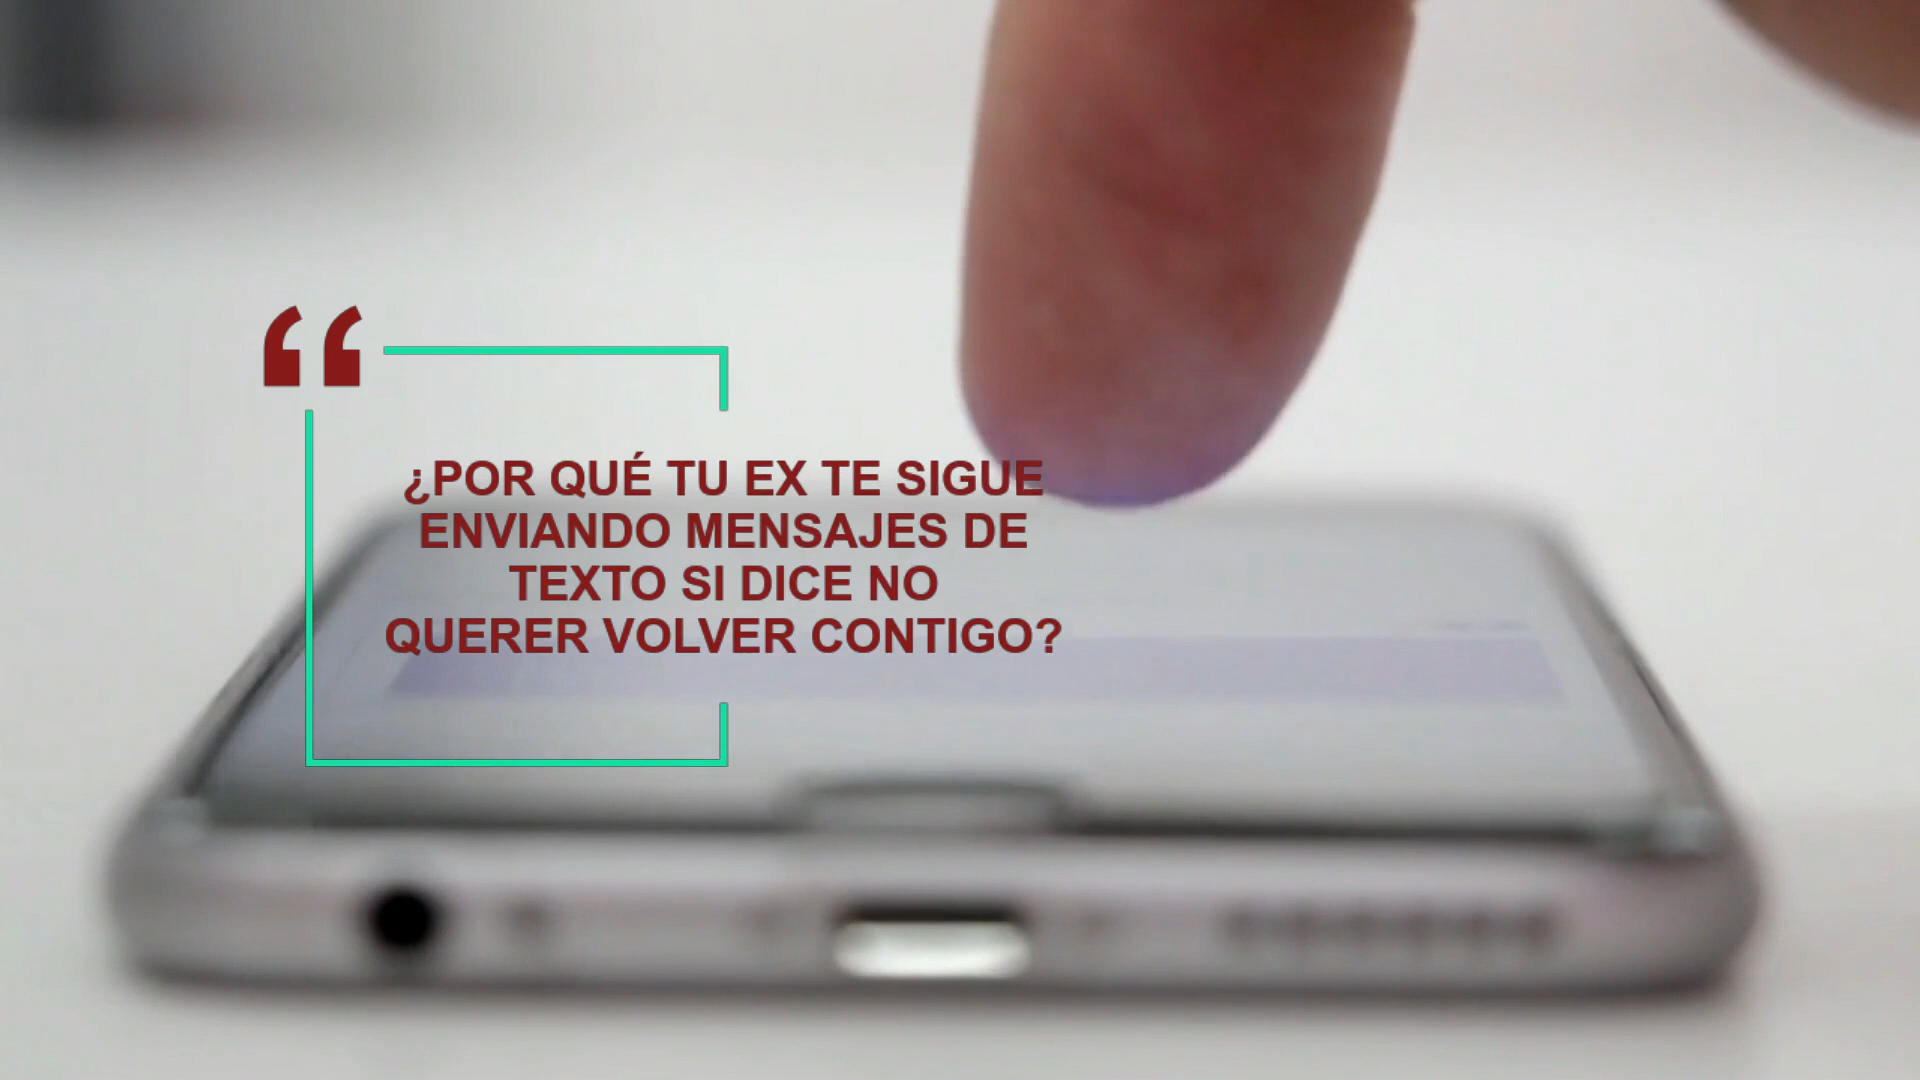 “
¿POR QUÉ TU EX TE SIGUE
ENVIANDO MENSAJES DE
TEXTO SI DICE NO
QUERER VOLVER CONTIGO?